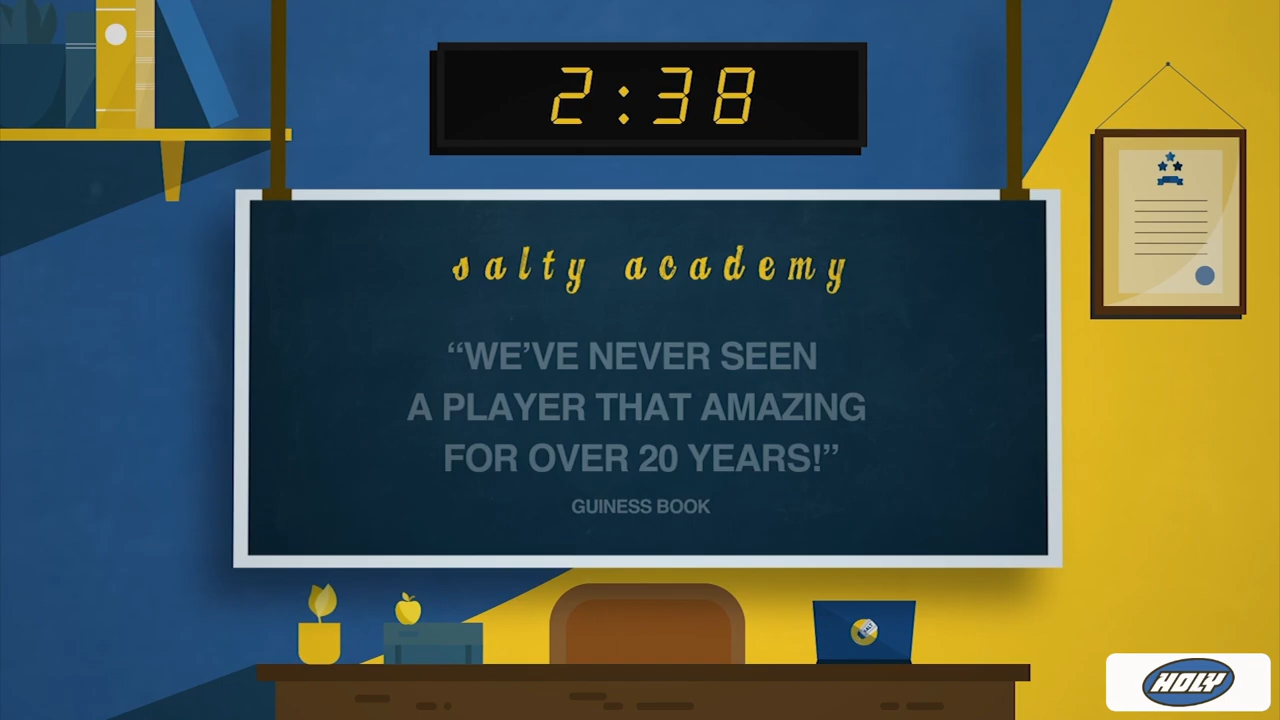 2:38
salty academy
“WE’VE NEVER SEEN
A PLAYER THAT AMAZING
FOR OVER 20 YEARS!”
GUINESS BOOK
HOLY